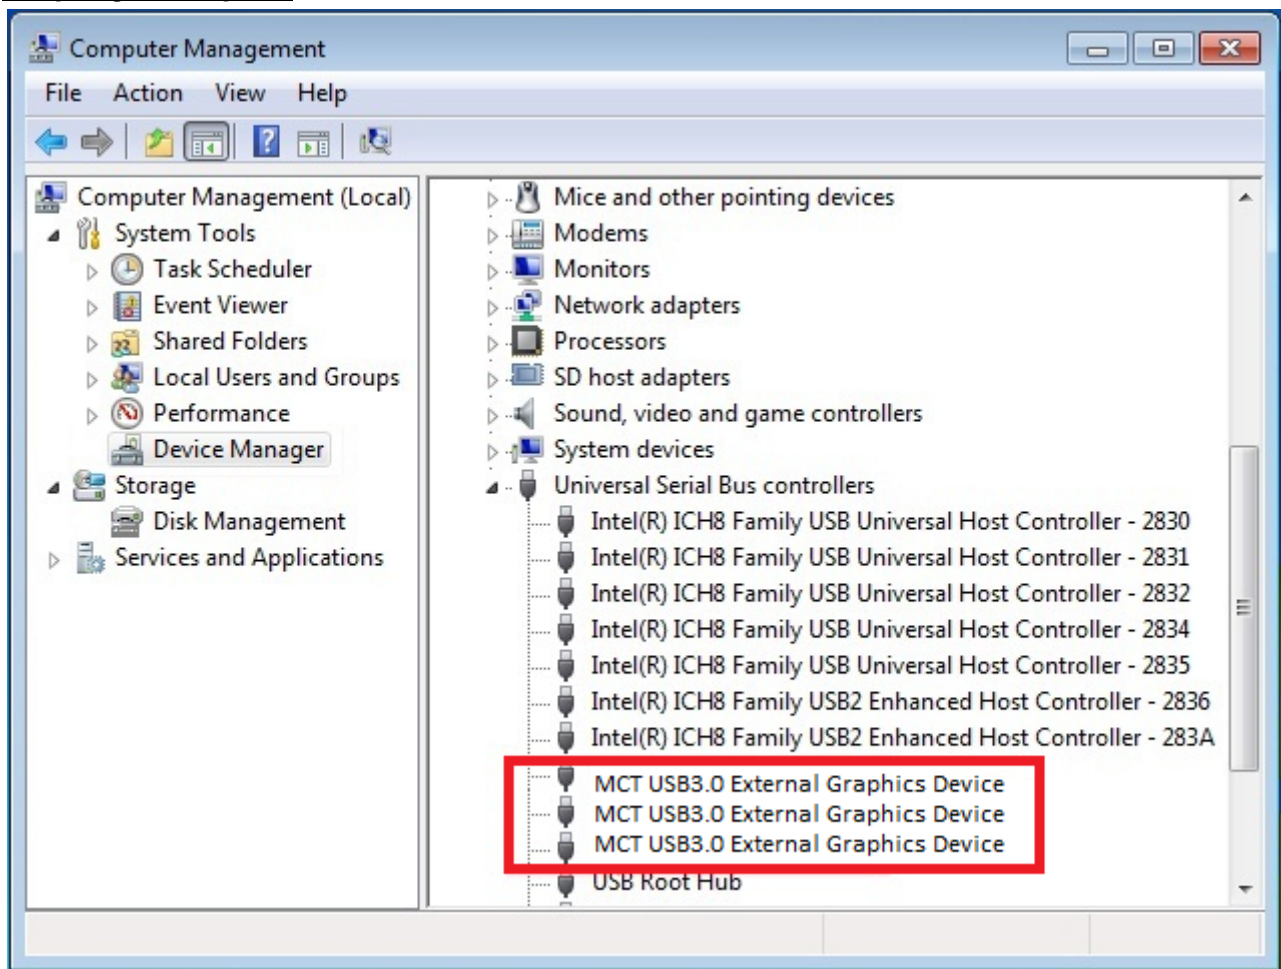 Computer Management
File Action View Help
Computer Management (Local)
System Tools
Task Scheduler
Event Viewer
Shared Folders
Local Users and Groups
Performance
Device Manager
Storage
Disk Management
Services and Applications
Mice and other pointing devices
Modems
Monitors
Network adapters
Processors
SD host adapters
Sound, video and game controllers
System devices
Universal Serial Bus controllers
Intel(R) ICH8 Family USB Universal Host Controller - 2830
Intel(R) ICH8 Family USB Universal Host Controller - 2831
Intel(R) ICH8 Family USB Universal Host Controller - 2832
Intel(R) ICH8 Family USB Universal Host Controller - 2834
Intel(R) ICH8 Family USB Universal Host Controller - 2835
Intel(R) ICH8 Family USB2 Enhanced Host Controller - 2836
Intel(R) ICH8 Family USB2 Enhanced Host Controller - 283A
MCT USB3.0 External Graphics Device
MCT USB3.0 External Graphics Device
MCT USB3.0 External Graphics Device
USB Root Hub